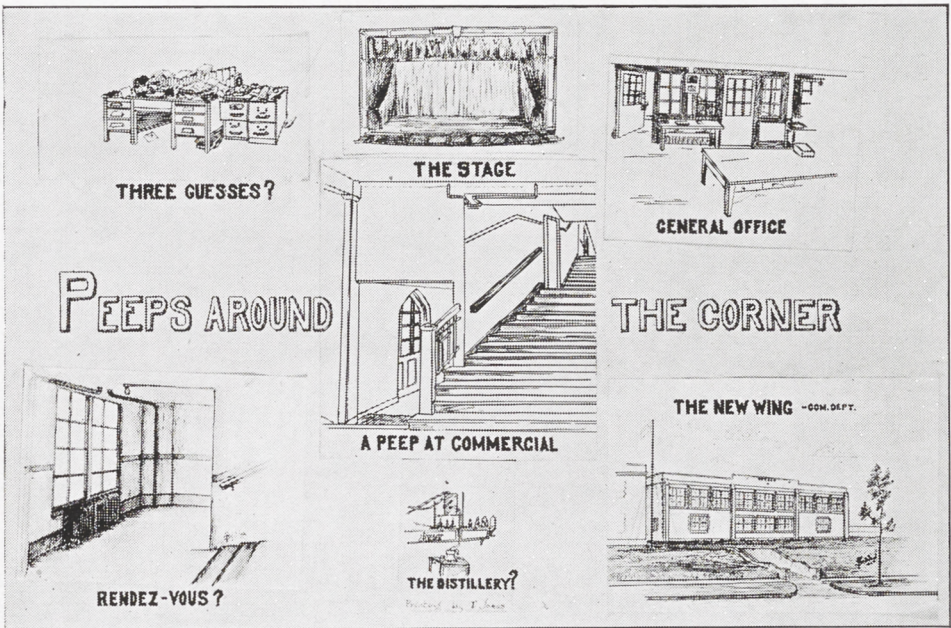 THREE GUESSES?
THE STAGE
GENERAL OFFICE
PEEPS AROUND THE CORNER
A PEEP AT COMMERCIAL
THE NEW WING -COM. DEPT.
RENDEZ-VOUS?
THE DISTILLERY?
by